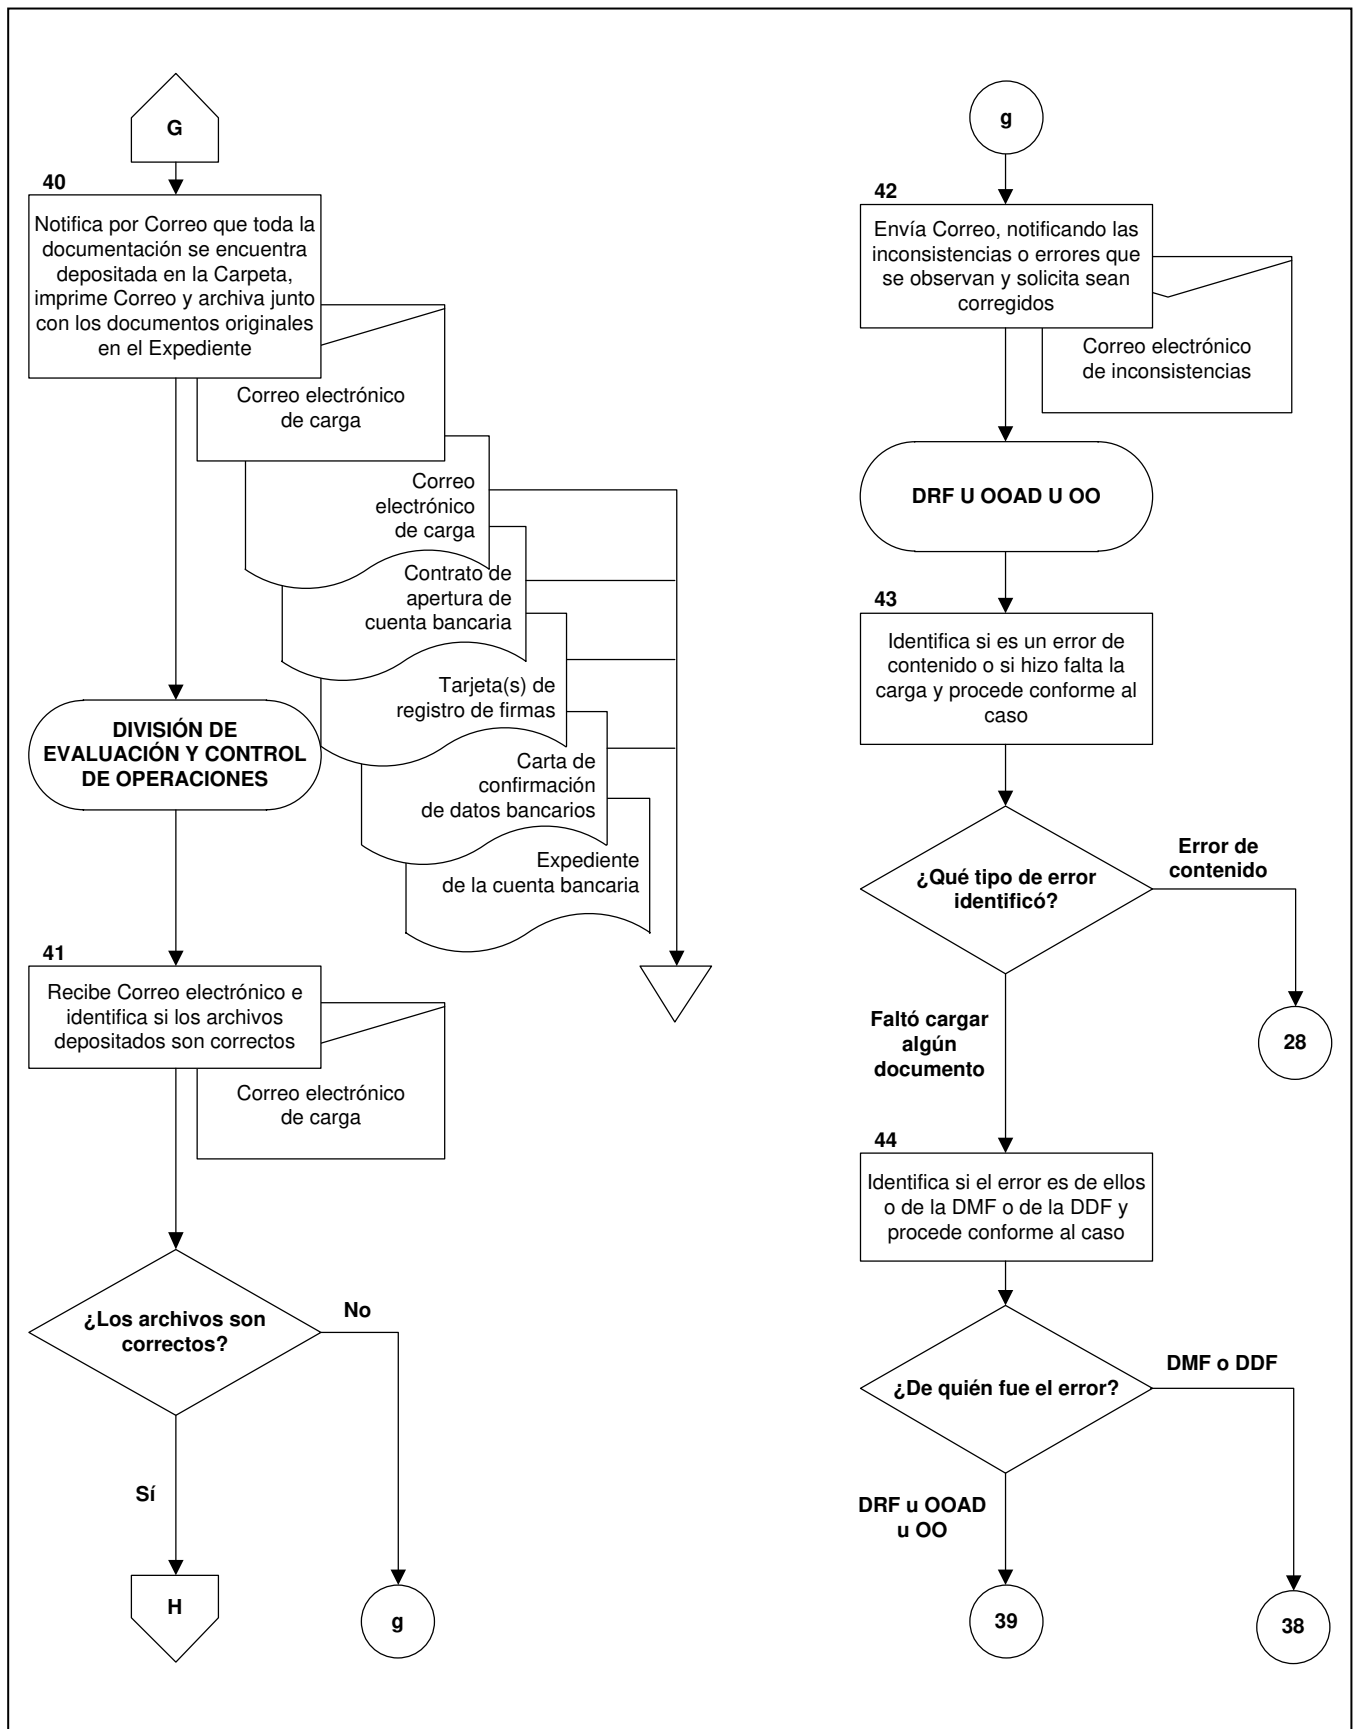 G
40
Notifica por Correo que toda la
documentación se encuentra
depositada en la Carpeta,
imprime Correo y archiva junto
con los documentos originales
en el Expediente
Correo electrónico
de carga
Correo
electrónico
de carga
Contrato de
apertura de
cuenta bancaria
Tarjeta(s) de
registro de firmas
Carta de
confirmación
de datos bancarios
Expediente
de la cuenta bancaria
DIVISIÓN DE
EVALUACIÓN Y CONTROL
DE OPERACIONES
41
Recibe Correo electrónico e
identifica si los archivos
depositados son correctos
Correo electrónico
de carga
¿Los archivos son
correctos?
No
Sí
H
g
g
42
Envía Correo, notificando las
inconsistencias o errores que
se observan y solicita sean
corregidos
Correo electrónico
de inconsistencias
DRF U OOAD U OO
43
Identifica si es un error de
contenido o si hizo falta la
carga y procede conforme al
caso
¿Qué tipo de error
identificó?
Error de
contenido
28
Faltó cargar
algún
documento
44
Identifica si el error es de ellos
o de la DMF o de la DDF y
procede conforme al caso
¿De quién fue el error?
DMF o DDF
DRF u OOAD
u OO
39
38